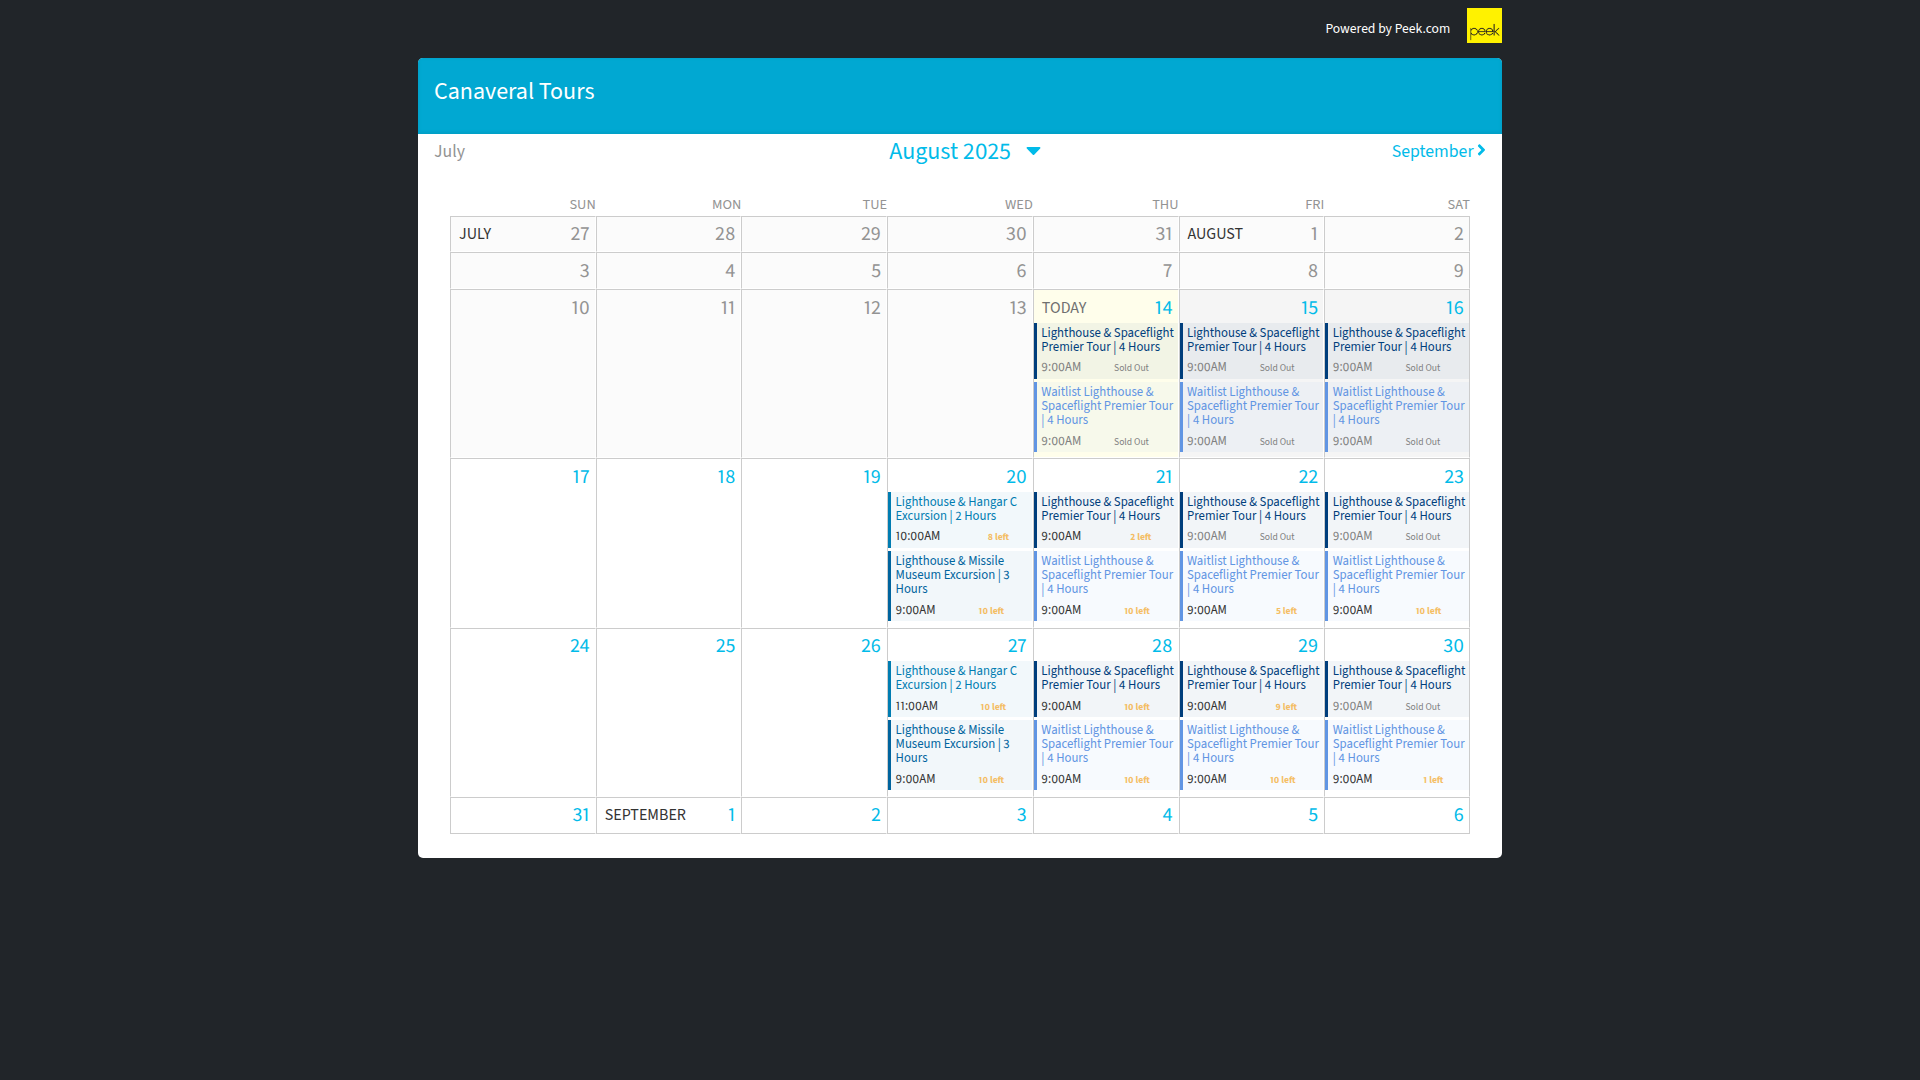 Powered by Peek.com
peek
Canaveral Tours
July
August 2025
September
SUN MON TUE WED THU FRI SAT
JULY 27 28 29 30 31 AUGUST 1 2
3 4 5 6 7 8 9
10 11 12 13 TODAY 14 15 16
Lighthouse & Spaceflight
Premier Tour | 4 Hours
9:00AM Sold Out
Waitlist Lighthouse &
Spaceflight Premier Tour
| 4 Hours
9:00AM Sold Out
Lighthouse & Spaceflight
Premier Tour | 4 Hours
9:00AM Sold Out
Waitlist Lighthouse &
Spaceflight Premier Tour
| 4 Hours
9:00AM Sold Out
Lighthouse & Spaceflight
Premier Tour | 4 Hours
9:00AM Sold Out
Waitlist Lighthouse &
Spaceflight Premier Tour
| 4 Hours
9:00AM Sold Out
17 18 19 20 21 22 23
Lighthouse & Hangar C
Excursion | 2 Hours
10:00AM 8 left
Lighthouse & Missile
Museum Excursion | 3
Hours
9:00AM 10 left
Lighthouse & Spaceflight
Premier Tour | 4 Hours
9:00AM 2 left
Waitlist Lighthouse &
Spaceflight Premier Tour
| 4 Hours
9:00AM 10 left
Lighthouse & Spaceflight
Premier Tour | 4 Hours
9:00AM Sold Out
Waitlist Lighthouse &
Spaceflight Premier Tour
| 4 Hours
9:00AM 5 left
Lighthouse & Spaceflight
Premier Tour | 4 Hours
9:00AM Sold Out
Waitlist Lighthouse &
Spaceflight Premier Tour
| 4 Hours
9:00AM 10 left
24 25 26 27 28 29 30
Lighthouse & Hangar C
Excursion | 2 Hours
11:00AM 10 left
Lighthouse & Missile
Museum Excursion | 3
Hours
9:00AM 10 left
Lighthouse & Spaceflight
Premier Tour | 4 Hours
9:00AM 10 left
Waitlist Lighthouse &
Spaceflight Premier Tour
| 4 Hours
9:00AM 10 left
Lighthouse & Spaceflight
Premier Tour | 4 Hours
9:00AM 9 left
Waitlist Lighthouse &
Spaceflight Premier Tour
| 4 Hours
9:00AM 10 left
Lighthouse & Spaceflight
Premier Tour | 4 Hours
9:00AM Sold Out
Waitlist Lighthouse &
Spaceflight Premier Tour
| 4 Hours
9:00AM 1 left
31 SEPTEMBER 1 2 3 4 5 6